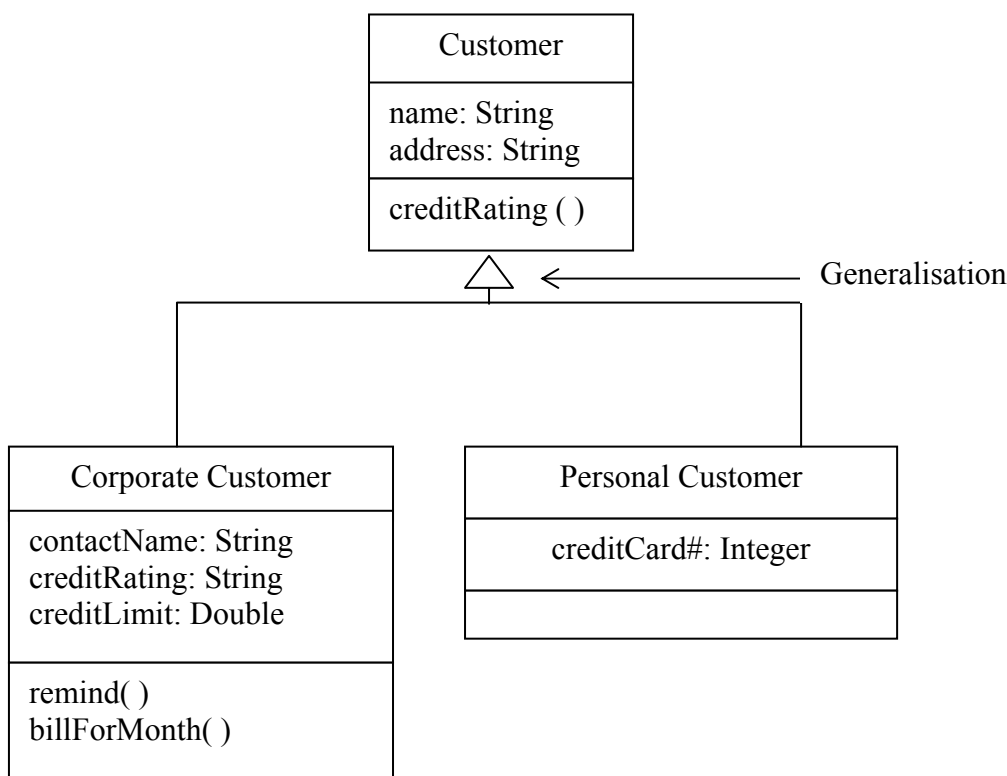 Customer
name: String
address: String
creditRating ( )
Generalisation
Corporate Customer
contactName: String
creditRating: String
creditLimit: Double
remind( )
billForMonth( )
Personal Customer
creditCard#: Integer